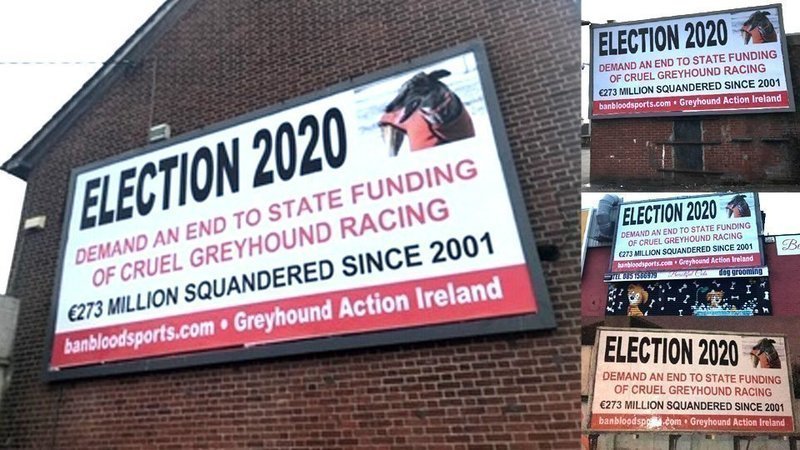 ELECTION 2020
DEMAND AN END TO STATE FUNDING
OF CRUEL GREYHOUND RACING
€273 MILLION SQUANDERED SINCE 2001
banbloodsports.com • Greyhound Action Ireland
ELECTION 2020
DEMAND AN END TO STATE FUNDING
OF CRUEL GREYHOUND RACING
€273 MILLION SQUANDERED SINCE 2001
banbloodsports.com • Greyhound Action Ireland
ELECTION 2020
DEMAND AN END TO STATE FUNDING
OF CRUEL GREYHOUND RACING
€273 MILLION SQUANDERED SINCE 2001
banbloodsports.com • Greyhound Action Ireland
dog grooming
ELECTION 2020
DEMAND AN END TO STATE FUNDING
OF CRUEL GREYHOUND RACING
€273 MILLION SQUANDERED SINCE 2001
banbloodsports.com • Greyhound Action Ireland